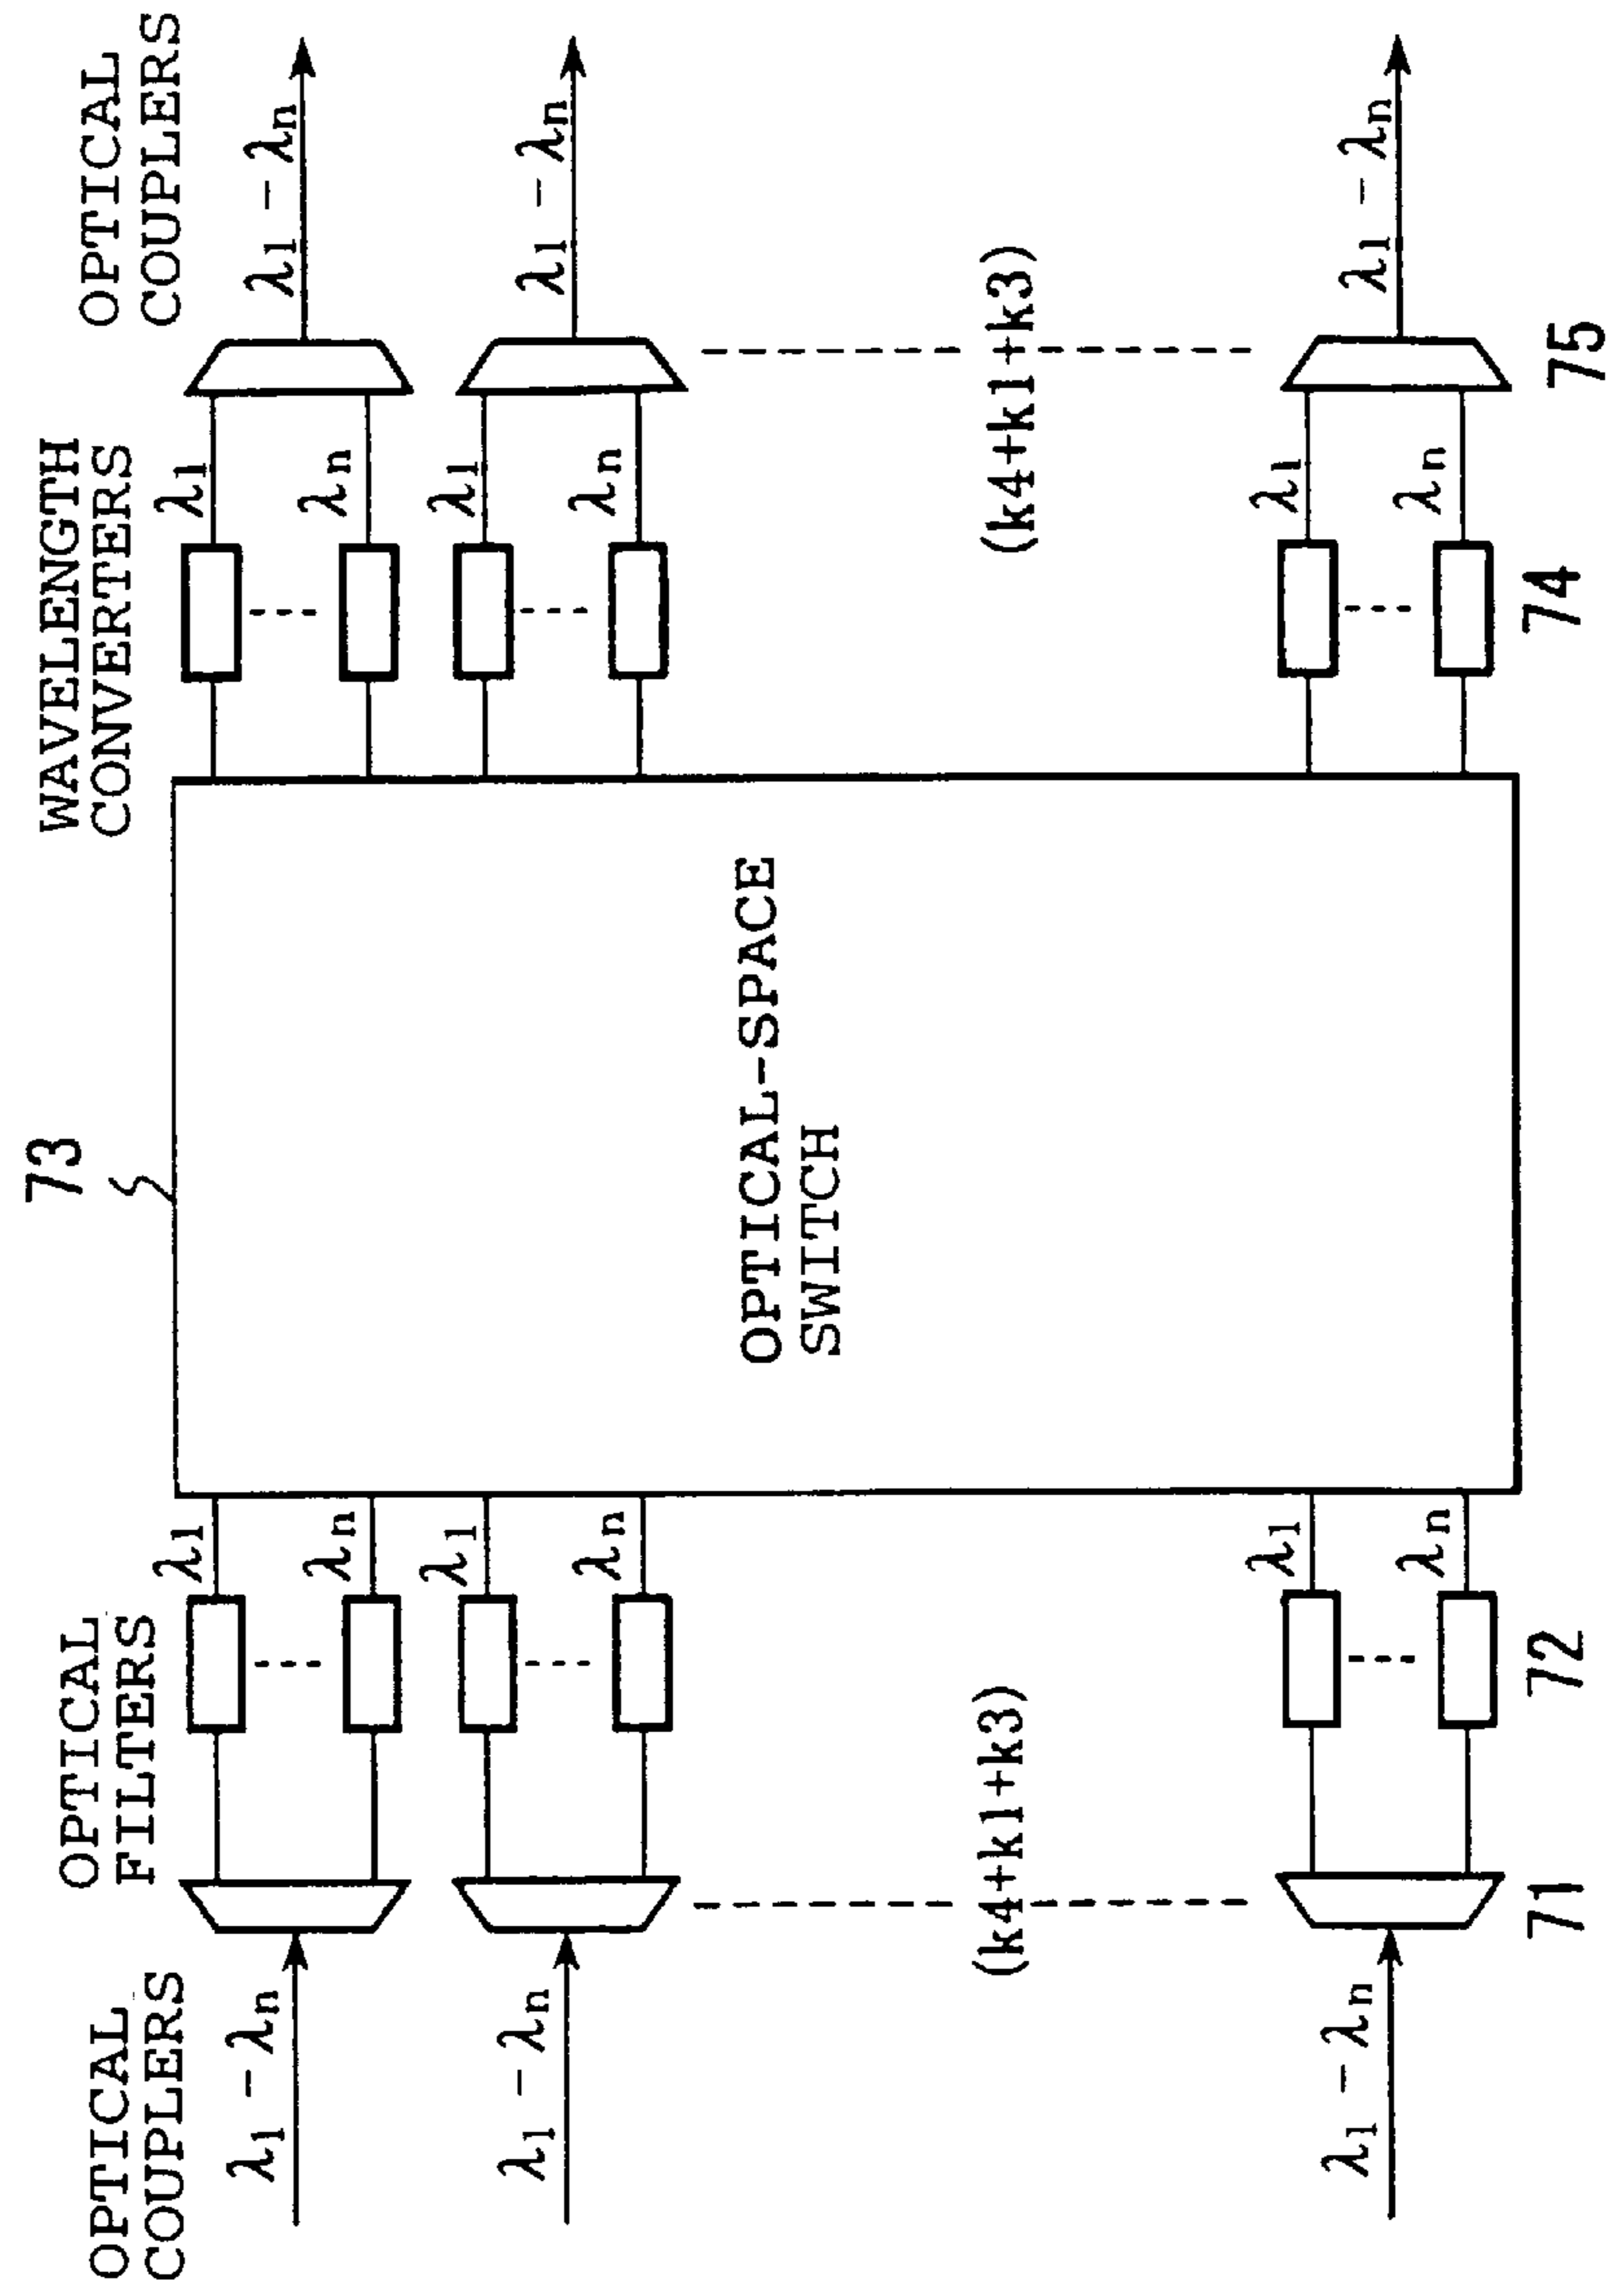 73
OPTICAL
COUPLERS
OPTICAL
FILTERS
WAVELENGTH
CONVERTERS
OPTICAL
COUPLERS
λ1 - λn
λ1
λn
λ1
λn
λ1 - λn
λ1 - λn
λ1
λn
λ1
λn
λ1 - λn
OPTICAL-SPACE
SWITCH
(k4+k1+k3)
(k4+k1+k3)
λ1 - λn
λ1
λn
λ1
λn
λ1 - λn
71
72
74
75